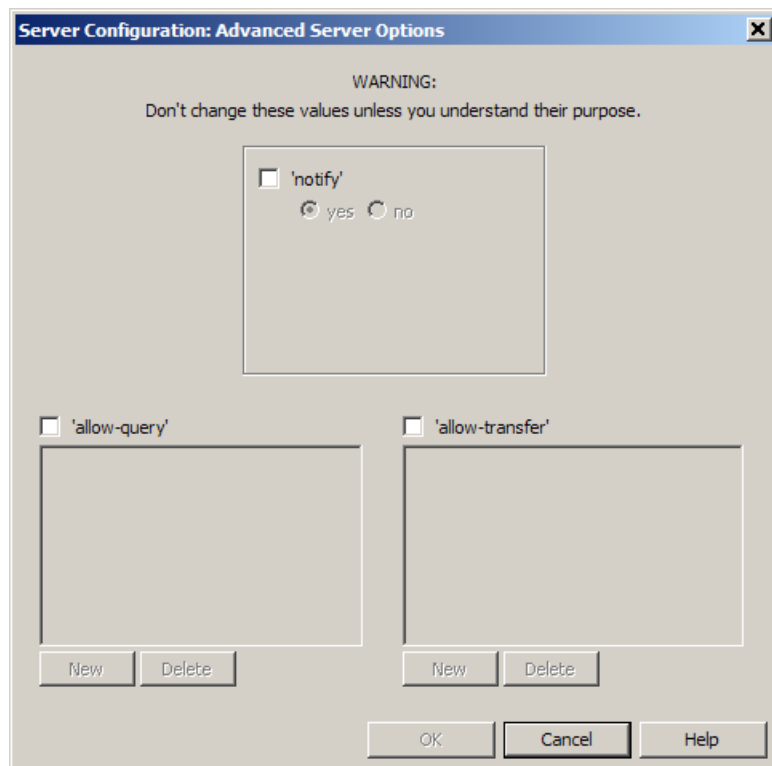 Server Configuration: Advanced Server Options
WARNING:
Don't change these values unless you understand their purpose.
'notify'
yes no
'allow-query' 'allow-transfer'
New Delete New Delete
OK Cancel Help